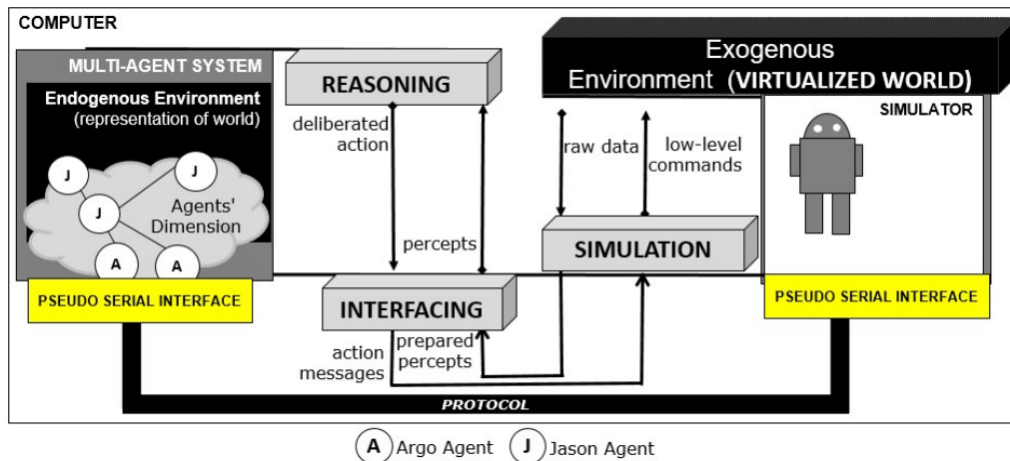 COMPUTER
MULTI-AGENT SYSTEM
Endogenous Environment
(representation of world)
J
J
J
Agents'
Dimension
A
A
PSEUDO SERIAL INTERFACE
REASONING
deliberated
action
percepts
INTERFACING
action
messages
prepared
percepts
Exogenous
Environment (VIRTUALIZED WORLD)
raw data
low-level
commands
SIMULATION
SIMULATOR
PSEUDO SERIAL INTERFACE
PROTOCOL
A Argo Agent J Jason Agent